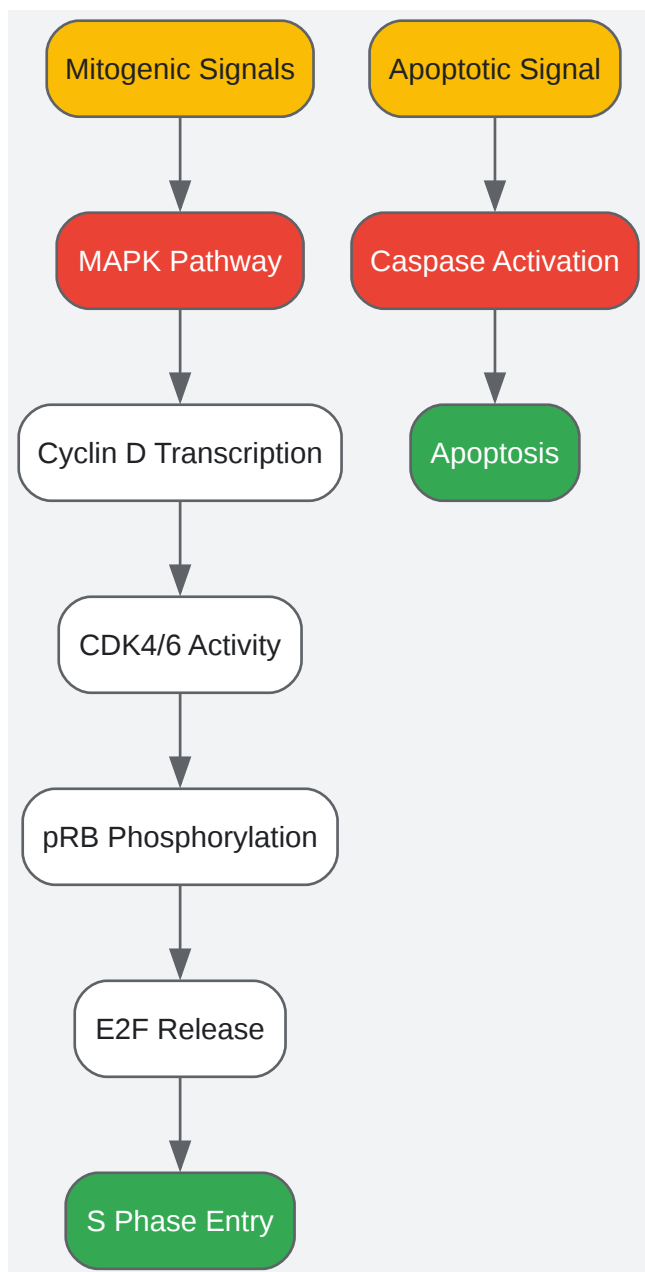 Mitogenic Signals
MAPK Pathway
Cyclin D Transcription
CDK4/6 Activity
pRB Phosphorylation
E2F Release
S Phase Entry
Apoptotic Signal
Caspase Activation
Apoptosis